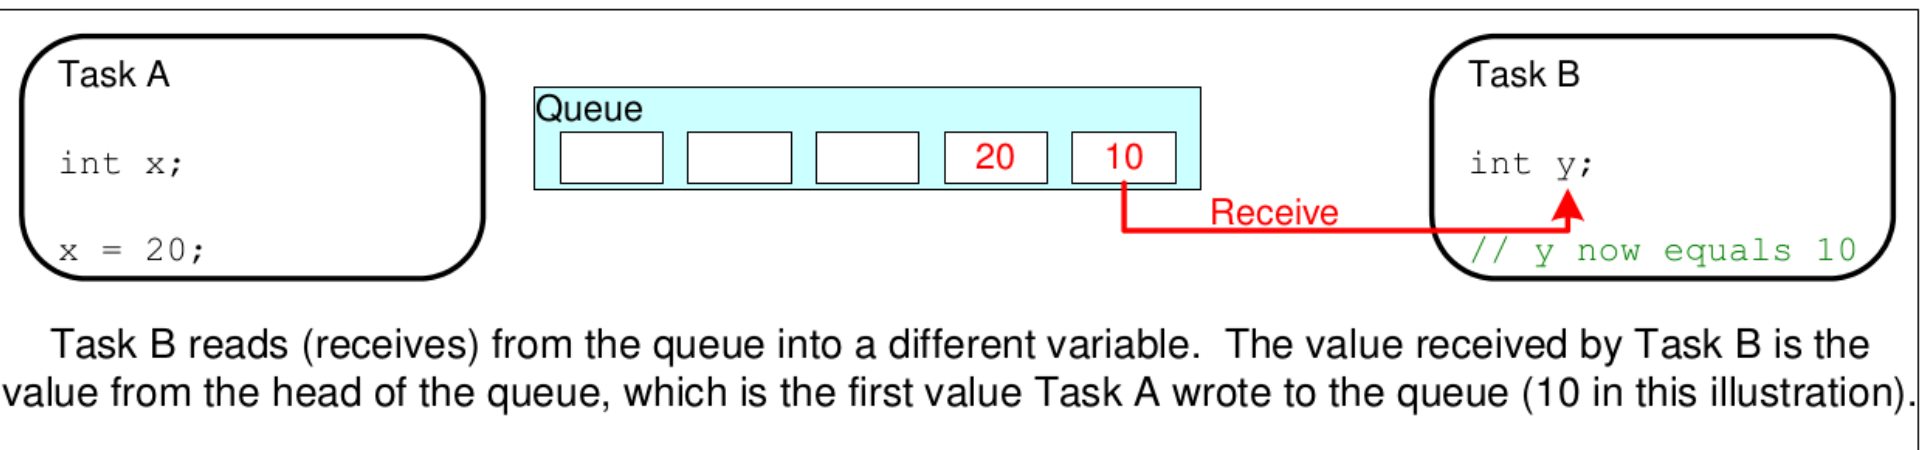 Task A
int x;
x = 20;
Queue
20
10
Receive
Task B
int y;
// y now equals 10
Task B reads (receives) from the queue into a different variable.  The value received by Task B is the
value from the head of the queue, which is the first value Task A wrote to the queue (10 in this illustration).